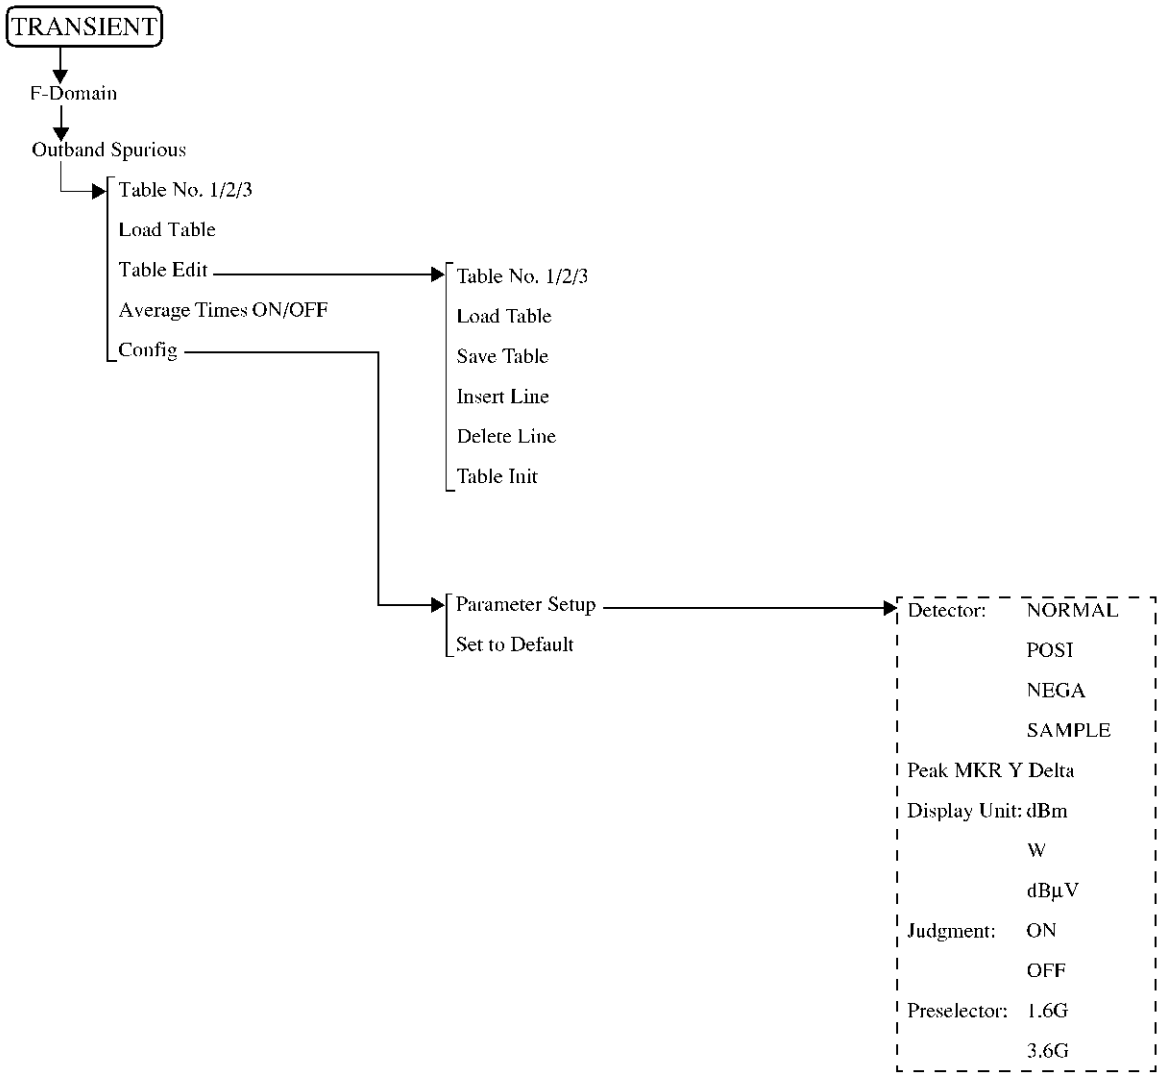 TRANSIENT
F-Domain
Outband Spurious
Table No. 1/2/3
Load Table
Table Edit
Average Times ON/OFF
Config
Table No. 1/2/3
Load Table
Save Table
Insert Line
Delete Line
Table Init
Parameter Setup
Set to Default
Detector: NORMAL
POSI
NEGA
SAMPLE
Peak MKR Y Delta
Display Unit: dBm
W
dBμV
Judgment: ON
OFF
Preselector: 1.6G
3.6G